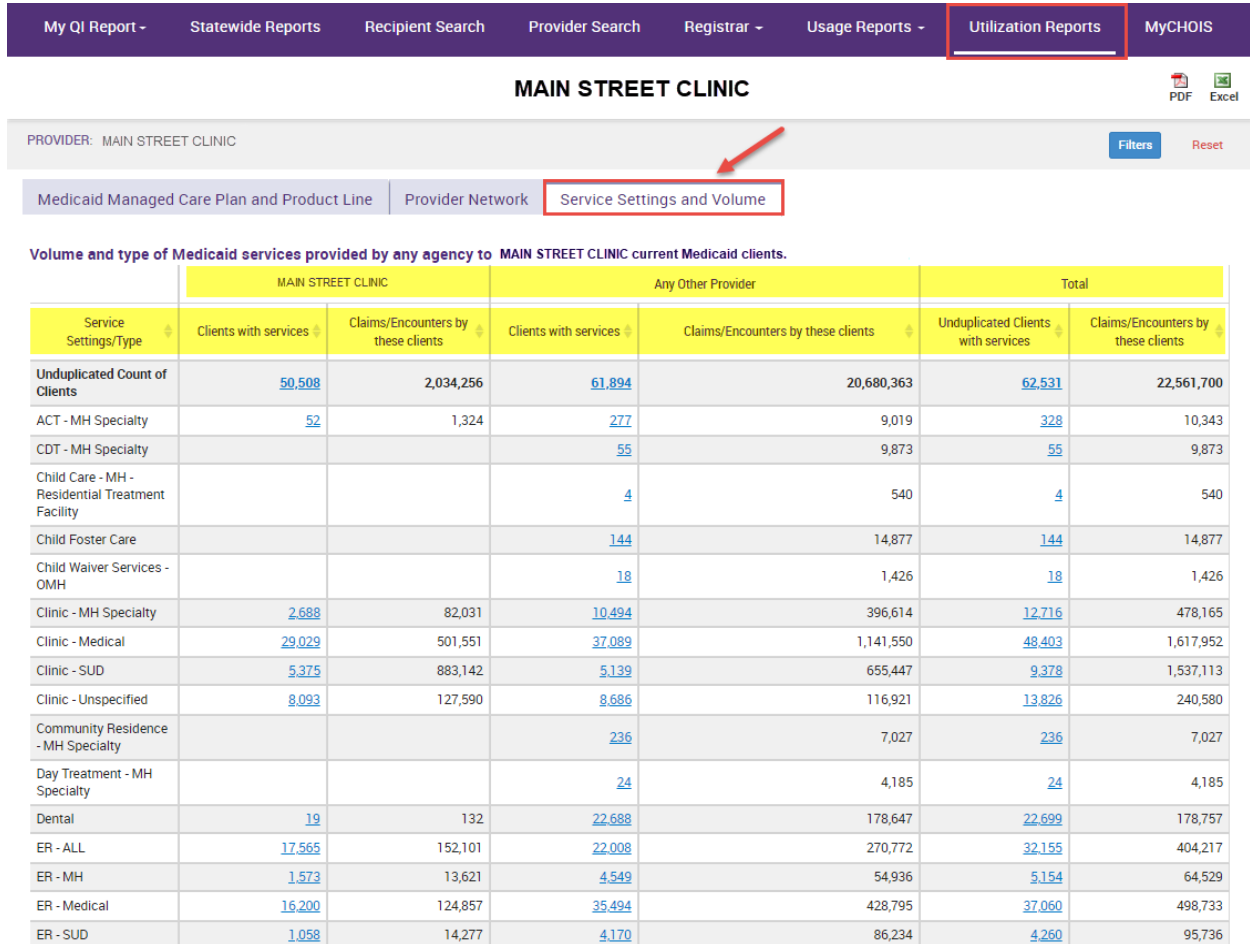 My QI Report Statewide Reports Recipient Search Provider Search Registrar Usage Reports Utilization Reports MyCHOIS
MAIN STREET CLINIC
PDF Excel
PROVIDER: MAIN STREET CLINIC Filters Reset
Medicaid Managed Care Plan and Product Line Provider Network Service Settings and Volume
Volume and type of Medicaid services provided by any agency to MAIN STREET CLINIC current Medicaid clients.
MAIN STREET CLINIC Any Other Provider Total
Service Settings/Type Clients with services Claims/Encounters by these clients Clients with services Claims/Encounters by these clients Unduplicated Clients with services Claims/Encounters by these clients
Unduplicated Count of Clients 50,508 2,034,256 61,894 20,680,363 62,531 22,561,700
ACT - MH Specialty 52 1,324 277 9,019 328 10,343
CDT - MH Specialty 55 9,873 55 9,873
Child Care - MH - Residential Treatment Facility 4 540 4 540
Child Foster Care 144 14,877 144 14,877
Child Waiver Services - OMH 18 1,426 18 1,426
Clinic - MH Specialty 2,688 82,031 10,494 396,614 12,716 478,165
Clinic - Medical 29,029 501,551 37,089 1,141,550 48,403 1,617,952
Clinic - SUD 5,375 883,142 5,139 655,447 9,378 1,537,113
Clinic - Unspecified 8,093 127,590 8,686 116,921 13,826 240,580
Community Residence - MH Specialty 236 7,027 236 7,027
Day Treatment - MH Specialty 24 4,185 24 4,185
Dental 19 132 22,688 178,647 22,699 178,757
ER - ALL 17,565 152,101 22,008 270,772 32,155 404,217
ER - MH 1,573 13,621 4,549 54,936 5,154 64,529
ER - Medical 16,200 124,857 35,494 428,795 37,060 498,733
ER - SUD 1,058 14,277 4,170 86,234 4,260 95,736